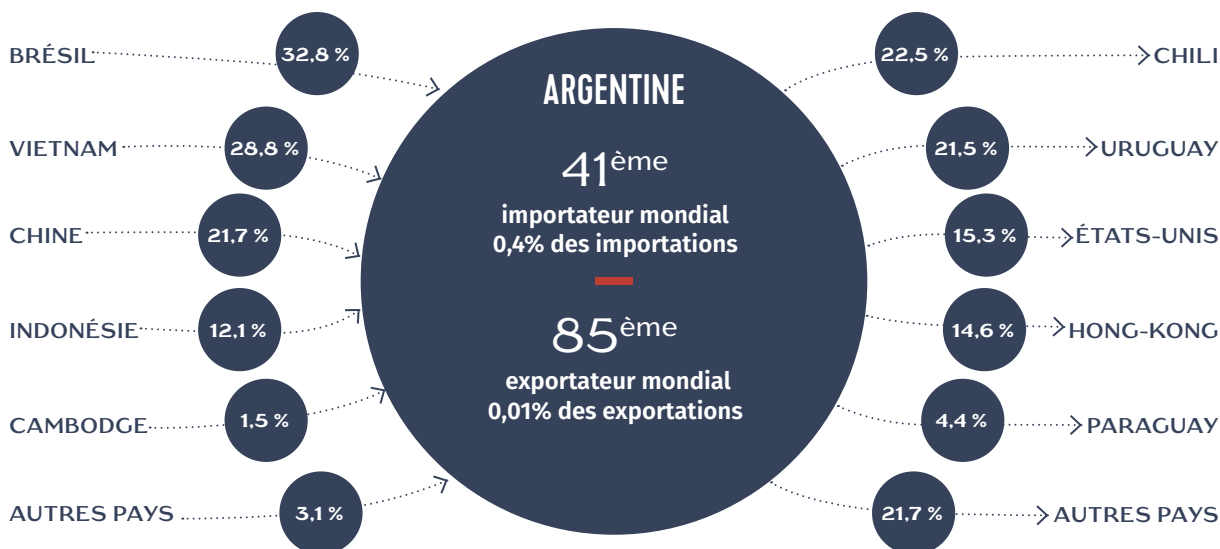 BRÉSIL
32,8 %
VIETNAM
28,8 %
CHINE
21,7 %
INDONÉSIE
12,1 %
CAMBODGE
1,5 %
AUTRES PAYS
3,1 %
ARGENTINE
41ème
importateur mondial
0,4% des importations
85ème
exportateur mondial
0,01% des exportations
22,5 %
CHILI
21,5 %
URUGUAY
15,3 %
ÉTATS-UNIS
14,6 %
HONG-KONG
4,4 %
PARAGUAY
21,7 %
AUTRES PAYS